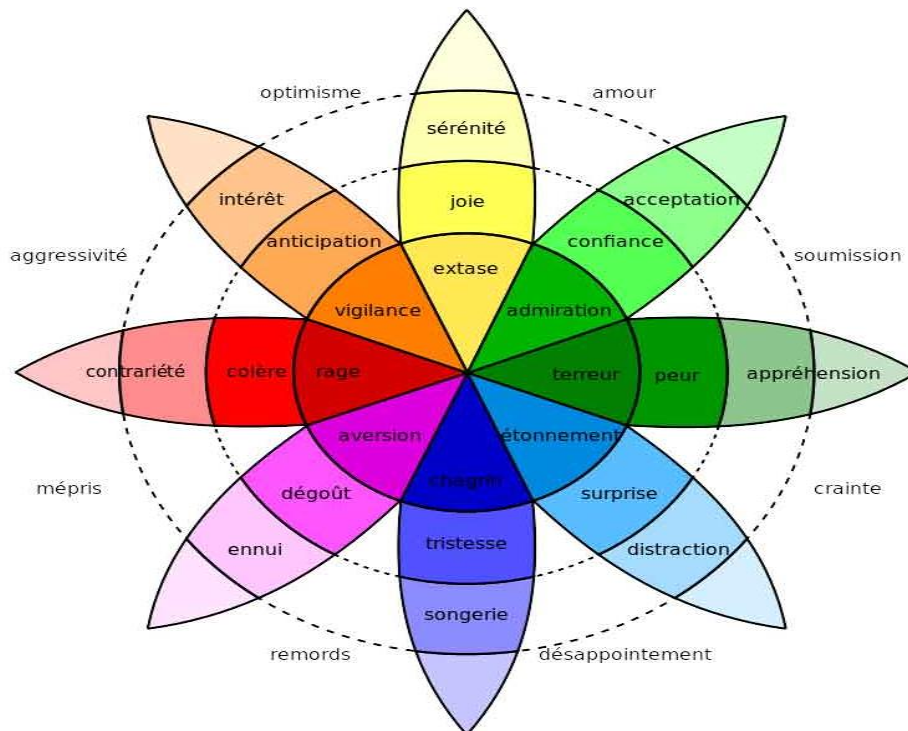 optimisme
amour
sérénité
intérêt
joie
acceptation
anticipation
confiance
aggressivité
extase
soumission
vigilance
admiration
contrariété
colère
rage
terreur
peur
appréhension
aversion
étonnement
mépris
dégoût
chagrin
surprise
crainte
ennui
tristesse
distraction
songerie
remords
désappointement